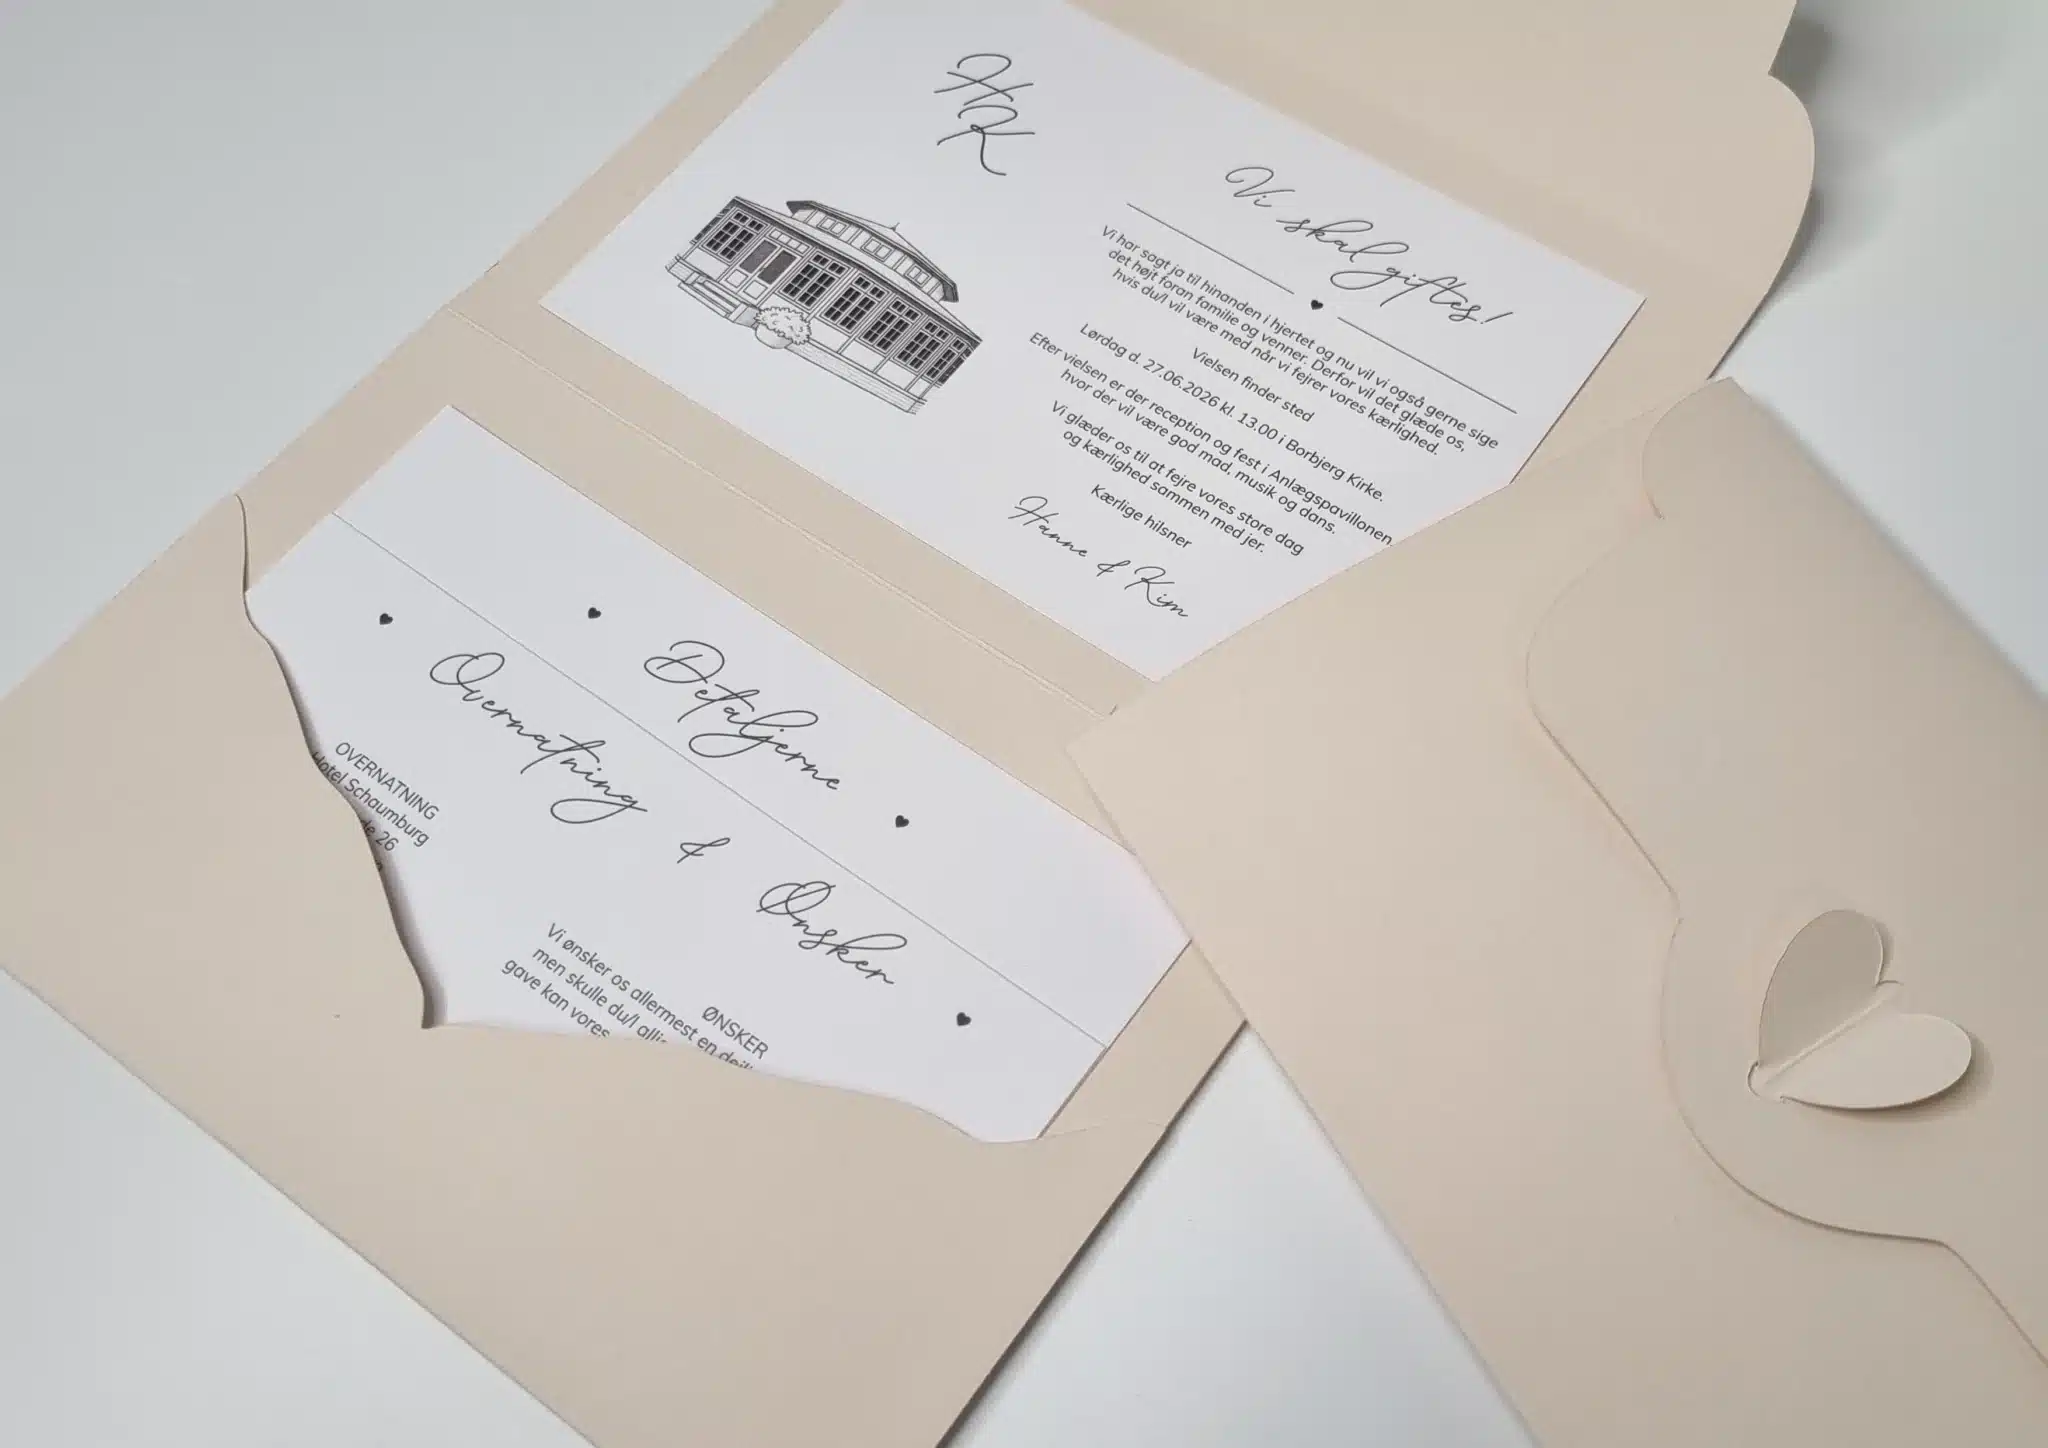 H
K
Vi skal giftes!
Vi har sagt ja til hinanden i hjertet og nu vil vi også gerne sige
det højt foran familie og venner. Derfor vil det glæde os,
hvis du/I vil være med når vi fejrer vores kærlighed.
Vielsen finder sted
Lørdag d. 27.06.2026 kl. 13.00 i Borbjerg Kirke.
Efter vielsen er der reception og fest i Anlægspavillonen,
hvor der vil være god mad, musik og dans.
Vi glæder os til at fejre vores store dag
og kærlighed sammen med jer.
Kærlige hilsner
Hanne & Kim
Detaljerne
Overnatning & Ønsker
OVERNATNING
Hotel Schaumburg
26
ØNSKER
Vi ønsker os allermest en
men skulle du/I
gave kan vores